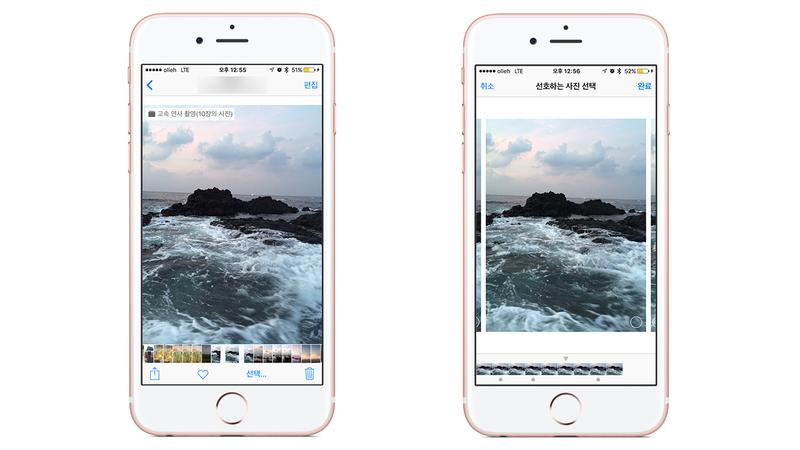 olleh LTE 오후 12:55 51%
편집
고속 연사 촬영(10장의 사진)
선택...
olleh LTE 오후 12:56 52%
취소 선호하는 사진 선택 완료